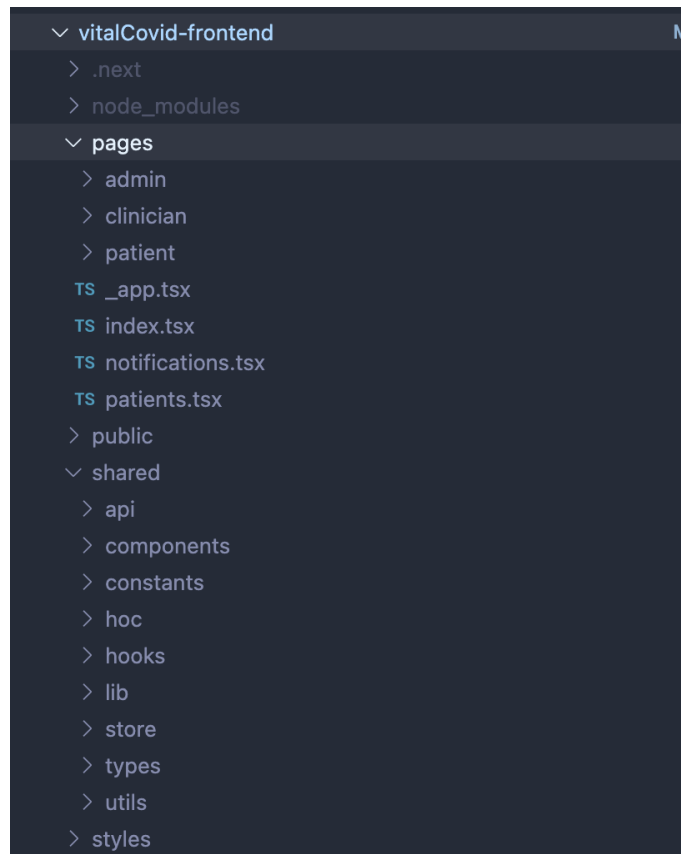 vitalCovid-frontend
.next
node_modules
pages
admin
clinician
patient
TS _app.tsx
TS index.tsx
TS notifications.tsx
TS patients.tsx
public
shared
api
components
constants
hoc
hooks
lib
store
types
utils
styles